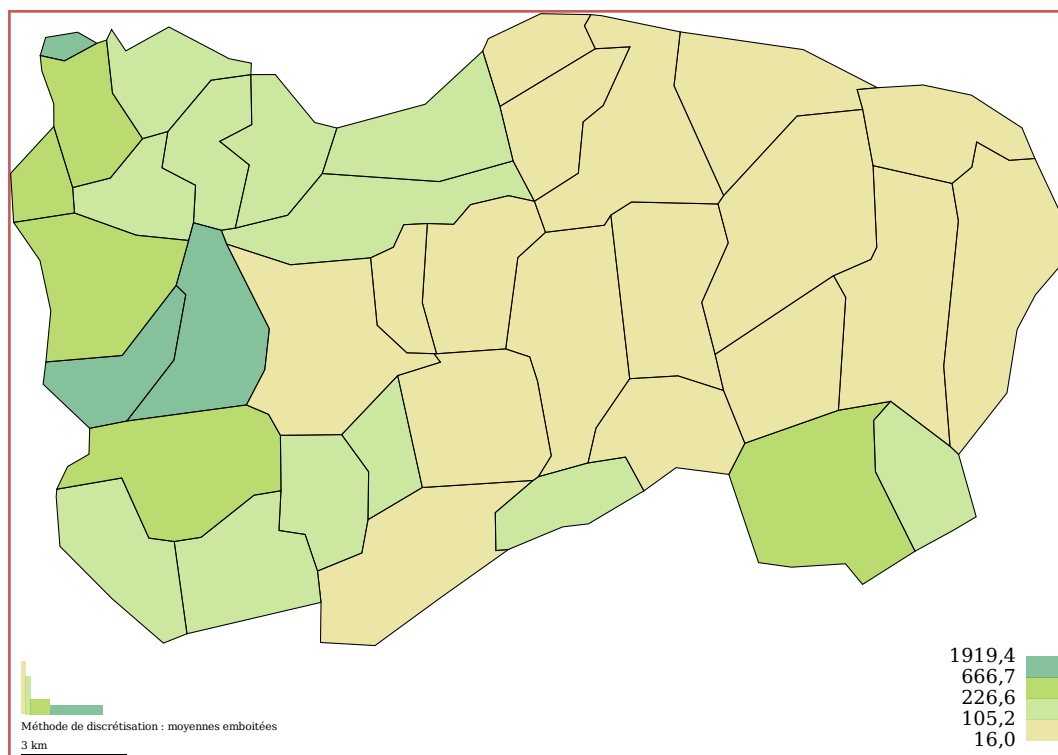 1919,4
666,7
226,6
105,2
16,0
Méthode de discrétisation : moyennes emboitées
3 km